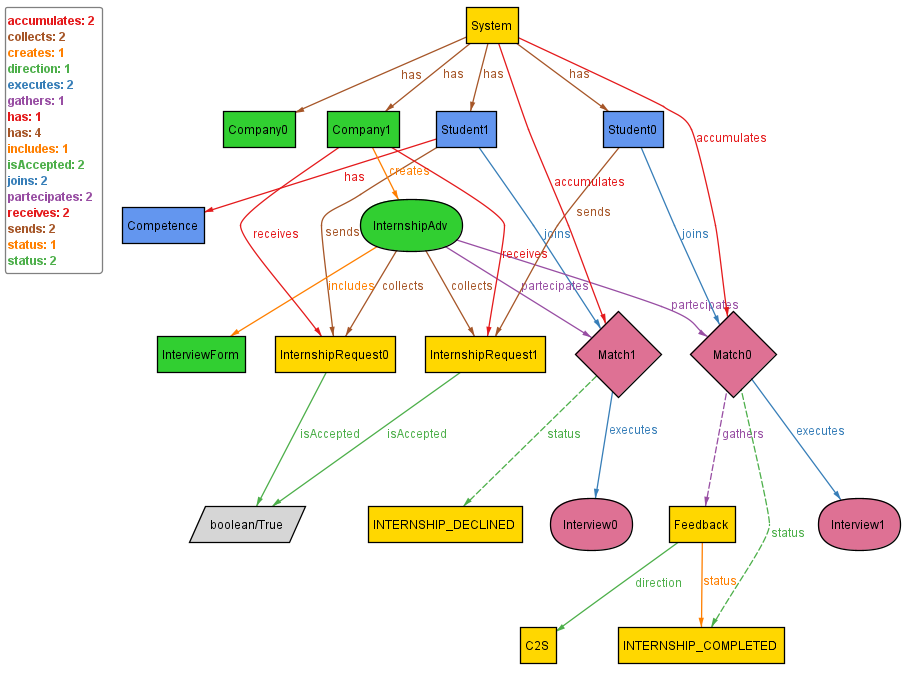 accumulates: 2
collects: 2
creates: 1
direction: 1
executes: 2
gathers: 1
has: 1
has: 4
includes: 1
isAccepted: 2
joins: 2
partecipates: 2
receives: 2
sends: 2
status: 1
status: 2
System
has
has
has
has
accumulates
Company0
Company1
Student1
Student0
has
creates
accumulates
sends
Competence
InternshipAdv
receives
sends
receives
joins
joins
includes
collects
collects
partecipates
partecipates
InterviewForm
InternshipRequest0
InternshipRequest1
Match1
Match0
isAccepted
isAccepted
status
executes
gathers
executes
boolean/True
INTERNSHIP_DECLINED
Interview0
Feedback
Interview1
status
direction
status
C2S
INTERNSHIP_COMPLETED